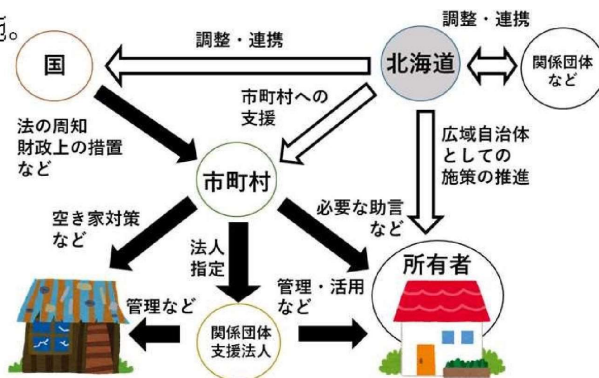 。
調整・連携
国
北海道
調整・連携
関係団体
など
法の周知
財政上の措置
など
市町村への
支援
広域自治体
としての
施策の推進
市町村
空き家対策
など
法人
指定
必要な助言
など
所有者
管理など
関係団体
支援法人
管理・活用
など